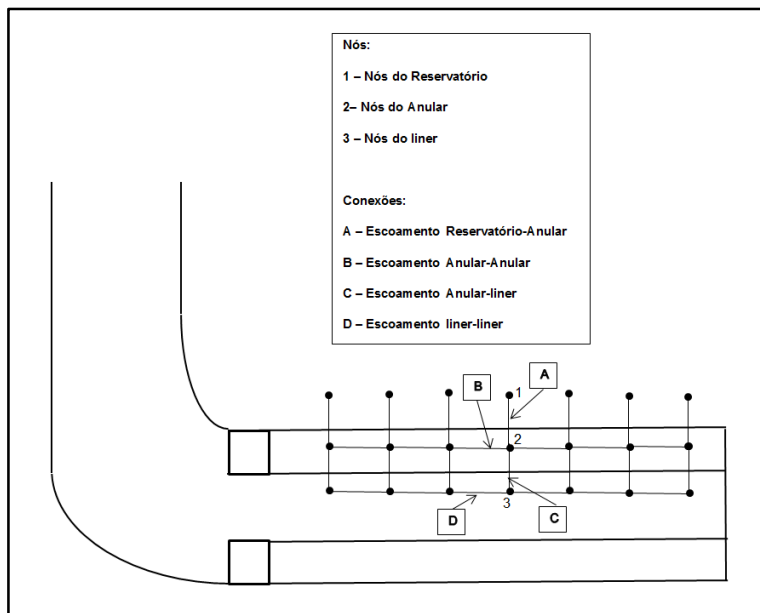 Nós:
1 – Nós do Reservatório
2– Nós do Anular
3 – Nós do liner
Conexões:
A – Escoamento Reservatório-Anular
B – Escoamento Anular-Anular
C – Escoamento Anular-liner
D – Escoamento liner-liner
A
B
1
2
3
D
C